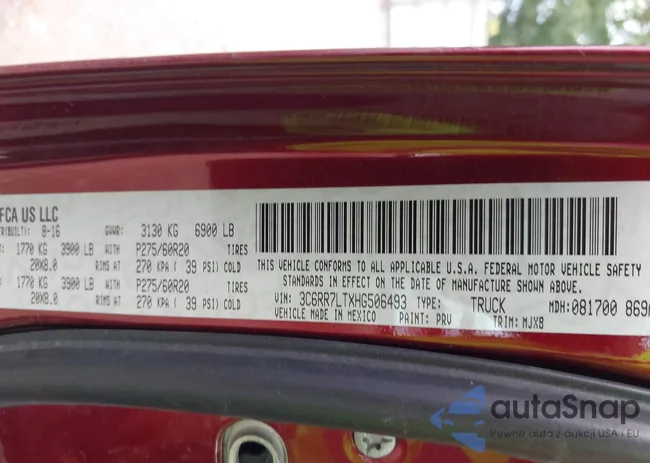 FCA US LLC
(BUILT): 8-16 GVWR: 3130 KG 6900 LB
1770 KG 3900 LB WITH P275/60R20 TIRES
20X8.0 RIMS AT 270 KPA ( 39 PSI) COLD
1770 KG 3900 LB WITH P275/60R20 TIRES
20X8.0 RIMS AT 270 KPA ( 39 PSI) COLD
THIS VEHICLE CONFORMS TO ALL APPLICABLE U.S.A. FEDERAL MOTOR VEHICLE SAFETY
STANDARDS IN EFFECT ON THE DATE OF MANUFACTURE SHOWN ABOVE.
VIN: 3C6RR7LTXHG506493 TYPE: TRUCK MDH: 081700 869
VEHICLE MADE IN MEXICO PAINT: PRV TRIM: MJX8
autaSnap
Pewne auta z aukcji USA i EU